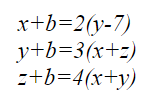 x+b=2(y-7)
y+b=3(x+z)
z+b=4(x+y)